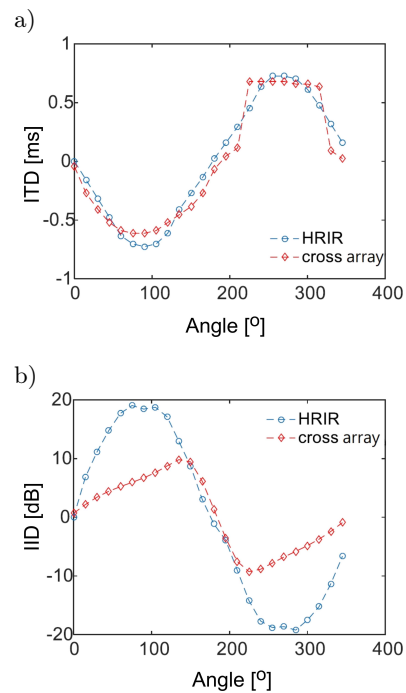 a)
1
0.5
0
-0.5
-1
ITD [ms]
HRIR
cross array
0 100 200 300 400
Angle [o]
b)
20
10
0
-10
-20
IID [dB]
HRIR
cross array
0 100 200 300 400
Angle [o]